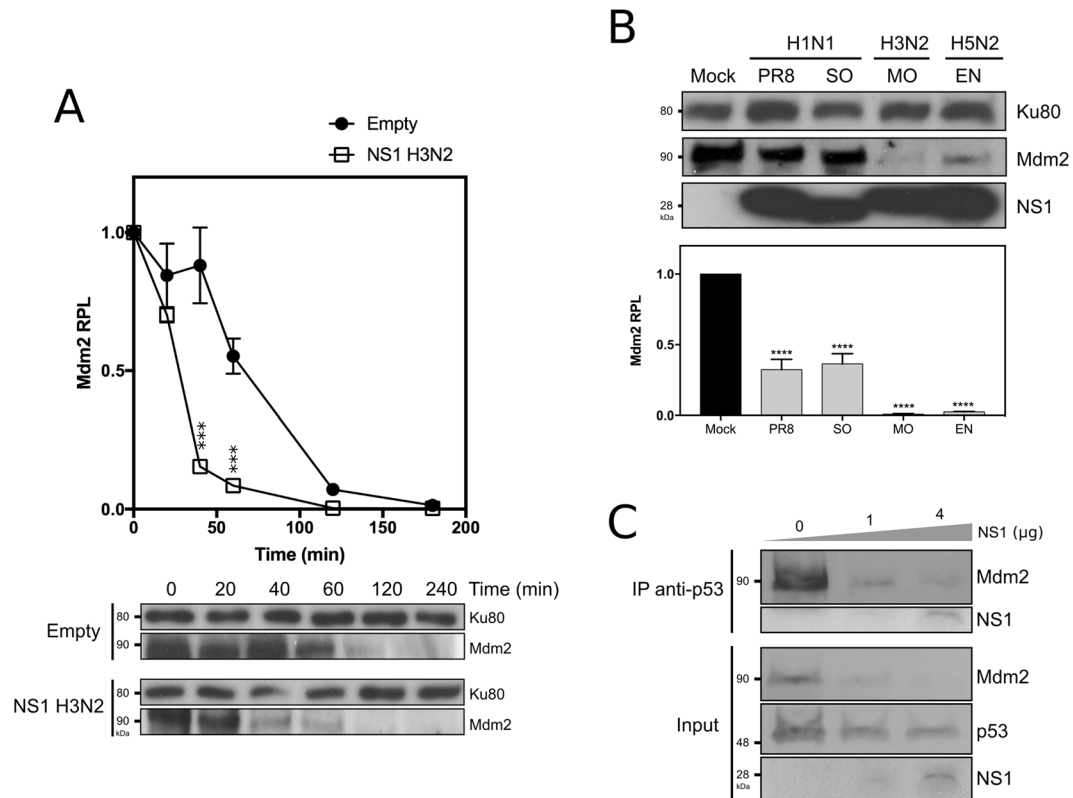 A
Empty
NS1 H3N2
Mdm2 RPL
1.0
0.5
0.0
***
***
0 50 100 150 200
Time (min)
0 20 40 60 120 240 Time (min)
Empty
80 Ku80
90 Mdm2
NS1 H3N2
80 Ku80
90 Mdm2
kDa
B
H1N1 H3N2 H5N2
Mock PR8 SO MO EN
80 Ku80
90 Mdm2
28 NS1
kDa
Mdm2 RPL
1.0
0.5
0.0
**** **** **** ****
Mock PR8 SO MO EN
C
0 1 4 NS1 (µg)
IP anti-p53
90 Mdm2
NS1
Input
90 Mdm2
48 p53
28 NS1
kDa